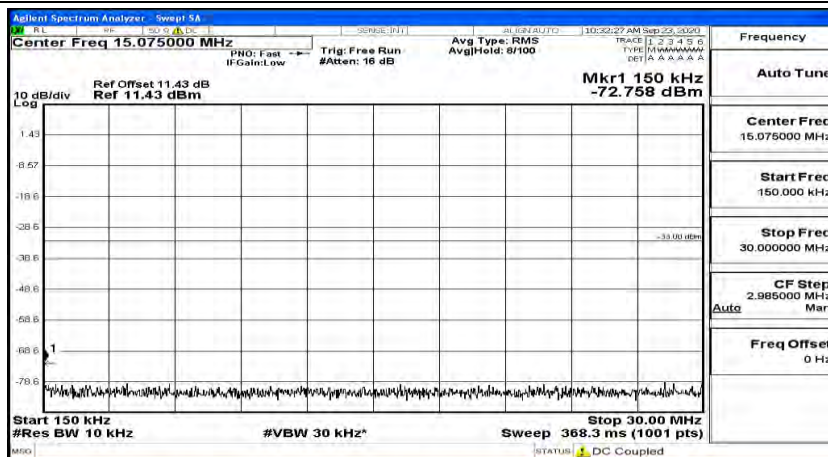 Agilent Spectrum Analyzer - Swept SA
RL RF 50 Ω DC SENSE:INT ALIGN AUTO 10:32:27 AM Sep 23, 2020
Center Freq 15.075000 MHz
PNO: Fast
IFGain:Low
Trig: Free Run
#Atten: 16 dB
Avg Type: RMS
Avg|Hold: 8/100
TRACE 1 2 3 4 5 6
TYPE MWWWWW
DET A A A A A A
Mkr1 150 kHz
-72.758 dBm
Ref Offset 11.43 dB
10 dB/div Ref 11.43 dBm
Log
1.43
-8.57
-18.6
-28.6
-33.00 dBm
-38.6
-48.6
-58.6
-68.6
1
-78.6
Start 150 kHz Stop 30.00 MHz
#Res BW 10 kHz #VBW 30 kHz* Sweep 368.3 ms (1001 pts)
MSG STATUS DC Coupled
Frequency
Auto Tune
Center Freq
15.075000 MHz
Start Freq
150.000 kHz
Stop Freq
30.000000 MHz
CF Step
2.985000 MHz
Auto Man
Freq Offset
0 Hz